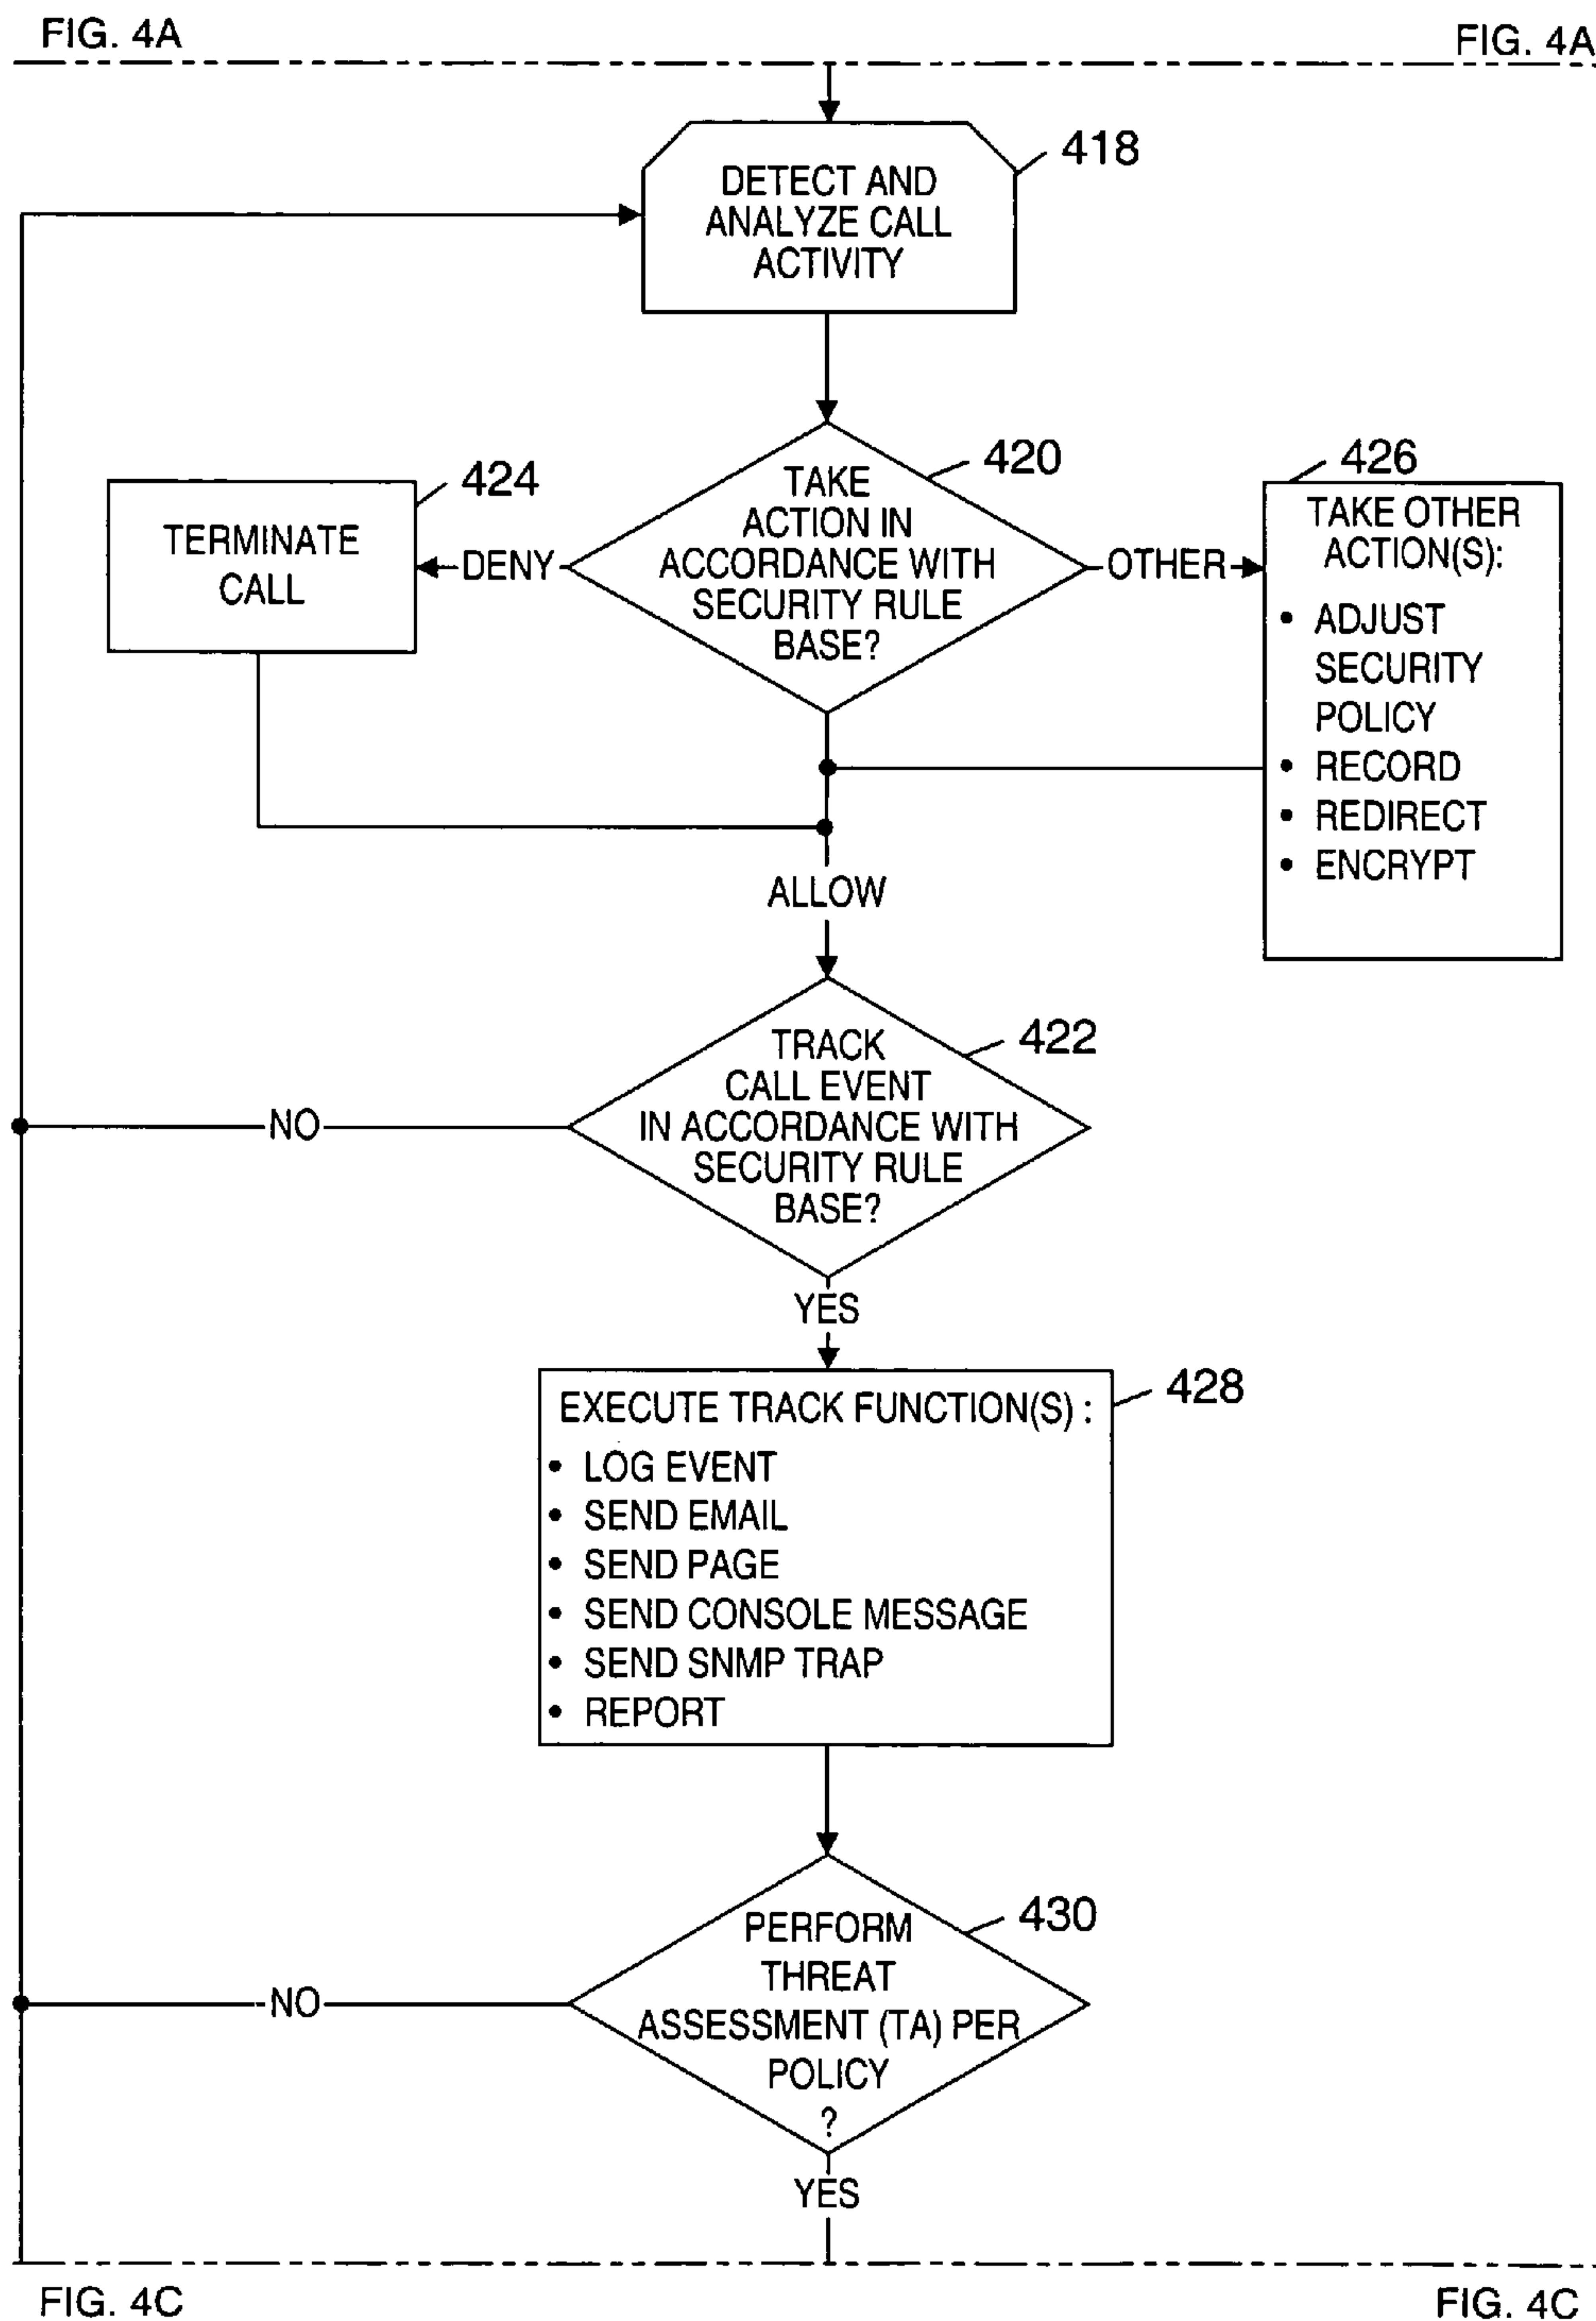 FIG. 4A
FIG. 4A
418
DETECT AND
ANALYZE CALL
ACTIVITY
420
TAKE
ACTION IN
ACCORDANCE WITH
SECURITY RULE
BASE?
424
TERMINATE
CALL
DENY
OTHER
426
TAKE OTHER
ACTION(S):
• ADJUST
SECURITY
POLICY
• RECORD
• REDIRECT
• ENCRYPT
ALLOW
422
TRACK
CALL EVENT
IN ACCORDANCE WITH
SECURITY RULE
BASE?
NO
YES
428
EXECUTE TRACK FUNCTION(S) :
• LOG EVENT
• SEND EMAIL
• SEND PAGE
• SEND CONSOLE MESSAGE
• SEND SNMP TRAP
• REPORT
430
PERFORM
THREAT
ASSESSMENT (TA) PER
POLICY
?
NO
YES
FIG. 4C
FIG. 4C